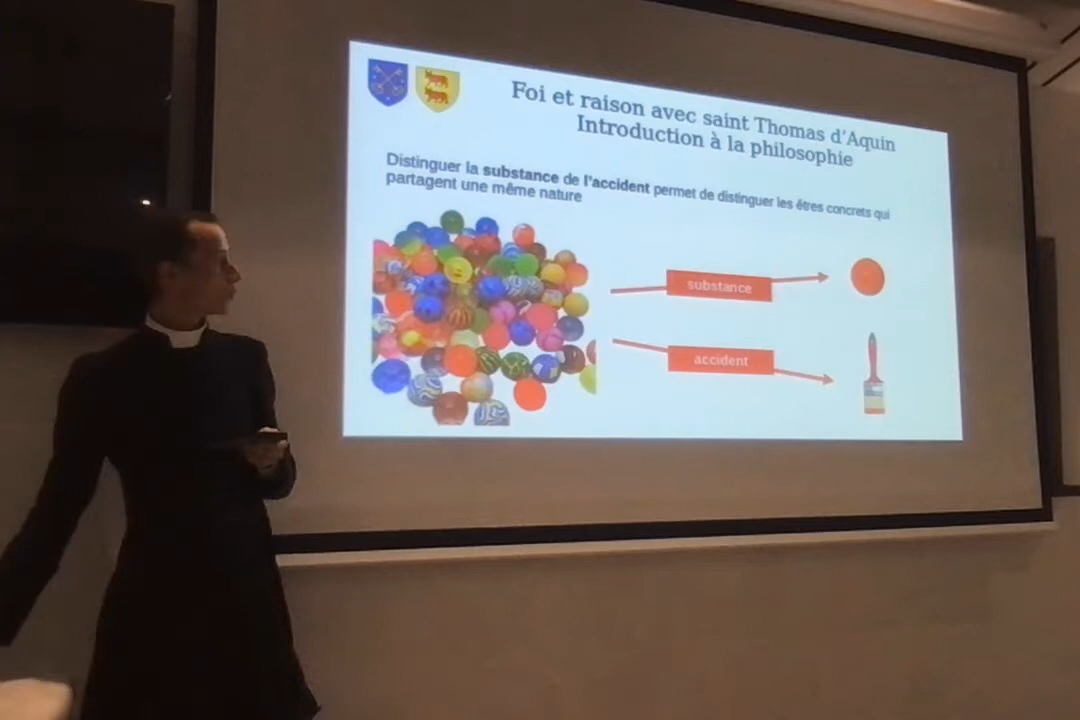 Foi et raison avec saint Thomas d'Aquin
Introduction à la philosophie
Distinguer la substance de l'accident permet de distinguer les êtres concrets qui
partagent une même nature
substance
accident